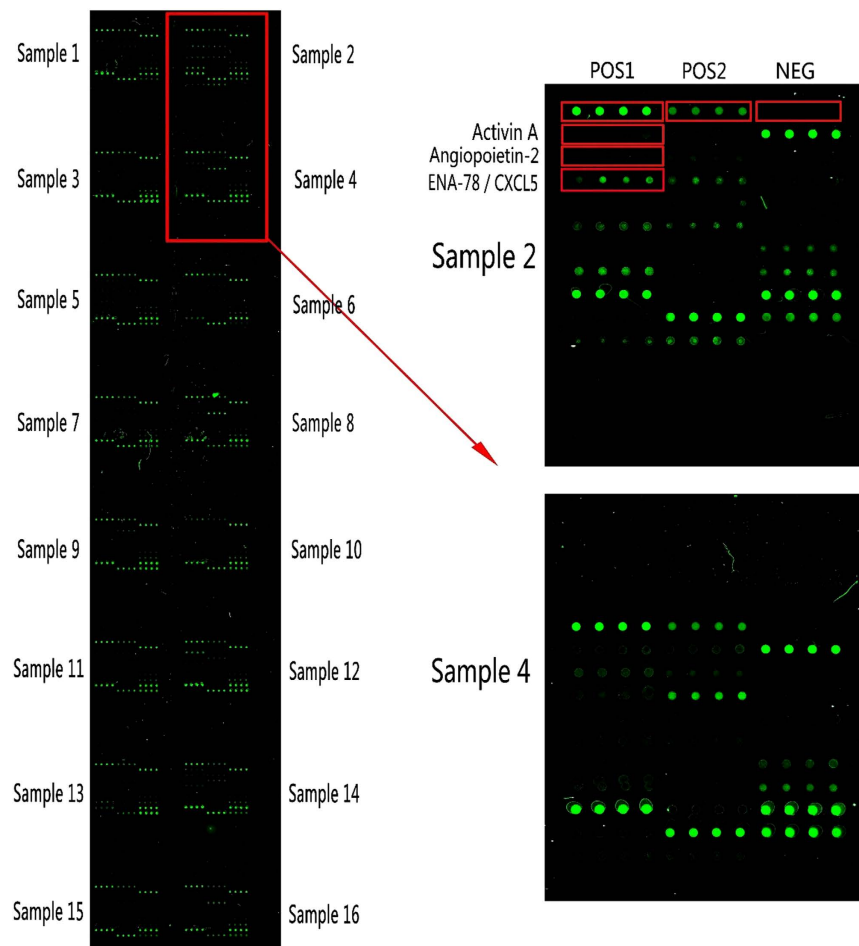 Sample 1
Sample 2
Sample 3
Sample 4
Sample 5
Sample 6
Sample 7
Sample 8
Sample 9
Sample 10
Sample 11
Sample 12
Sample 13
Sample 14
Sample 15
Sample 16
POS1 POS2 NEG
Activin A
Angiopoietin-2
ENA-78 / CXCL5
Sample 2
Sample 4